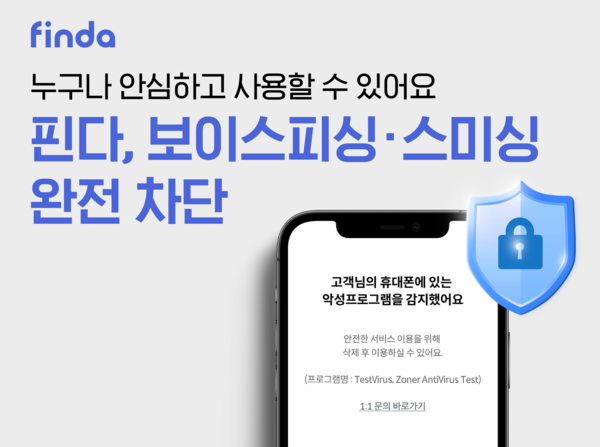 finda
누구나 안심하고 사용할 수 있어요
핀다, 보이스피싱·스미싱
완전 차단
고객님의 휴대폰에 있는
악성프로그램을 감지했어요
안전한 서비스 이용을 위해
삭제 후 이용하실 수 있어요.
(프로그램명 : TestVirus, Zoner AntiVirus Test)
1:1 문의 바로가기